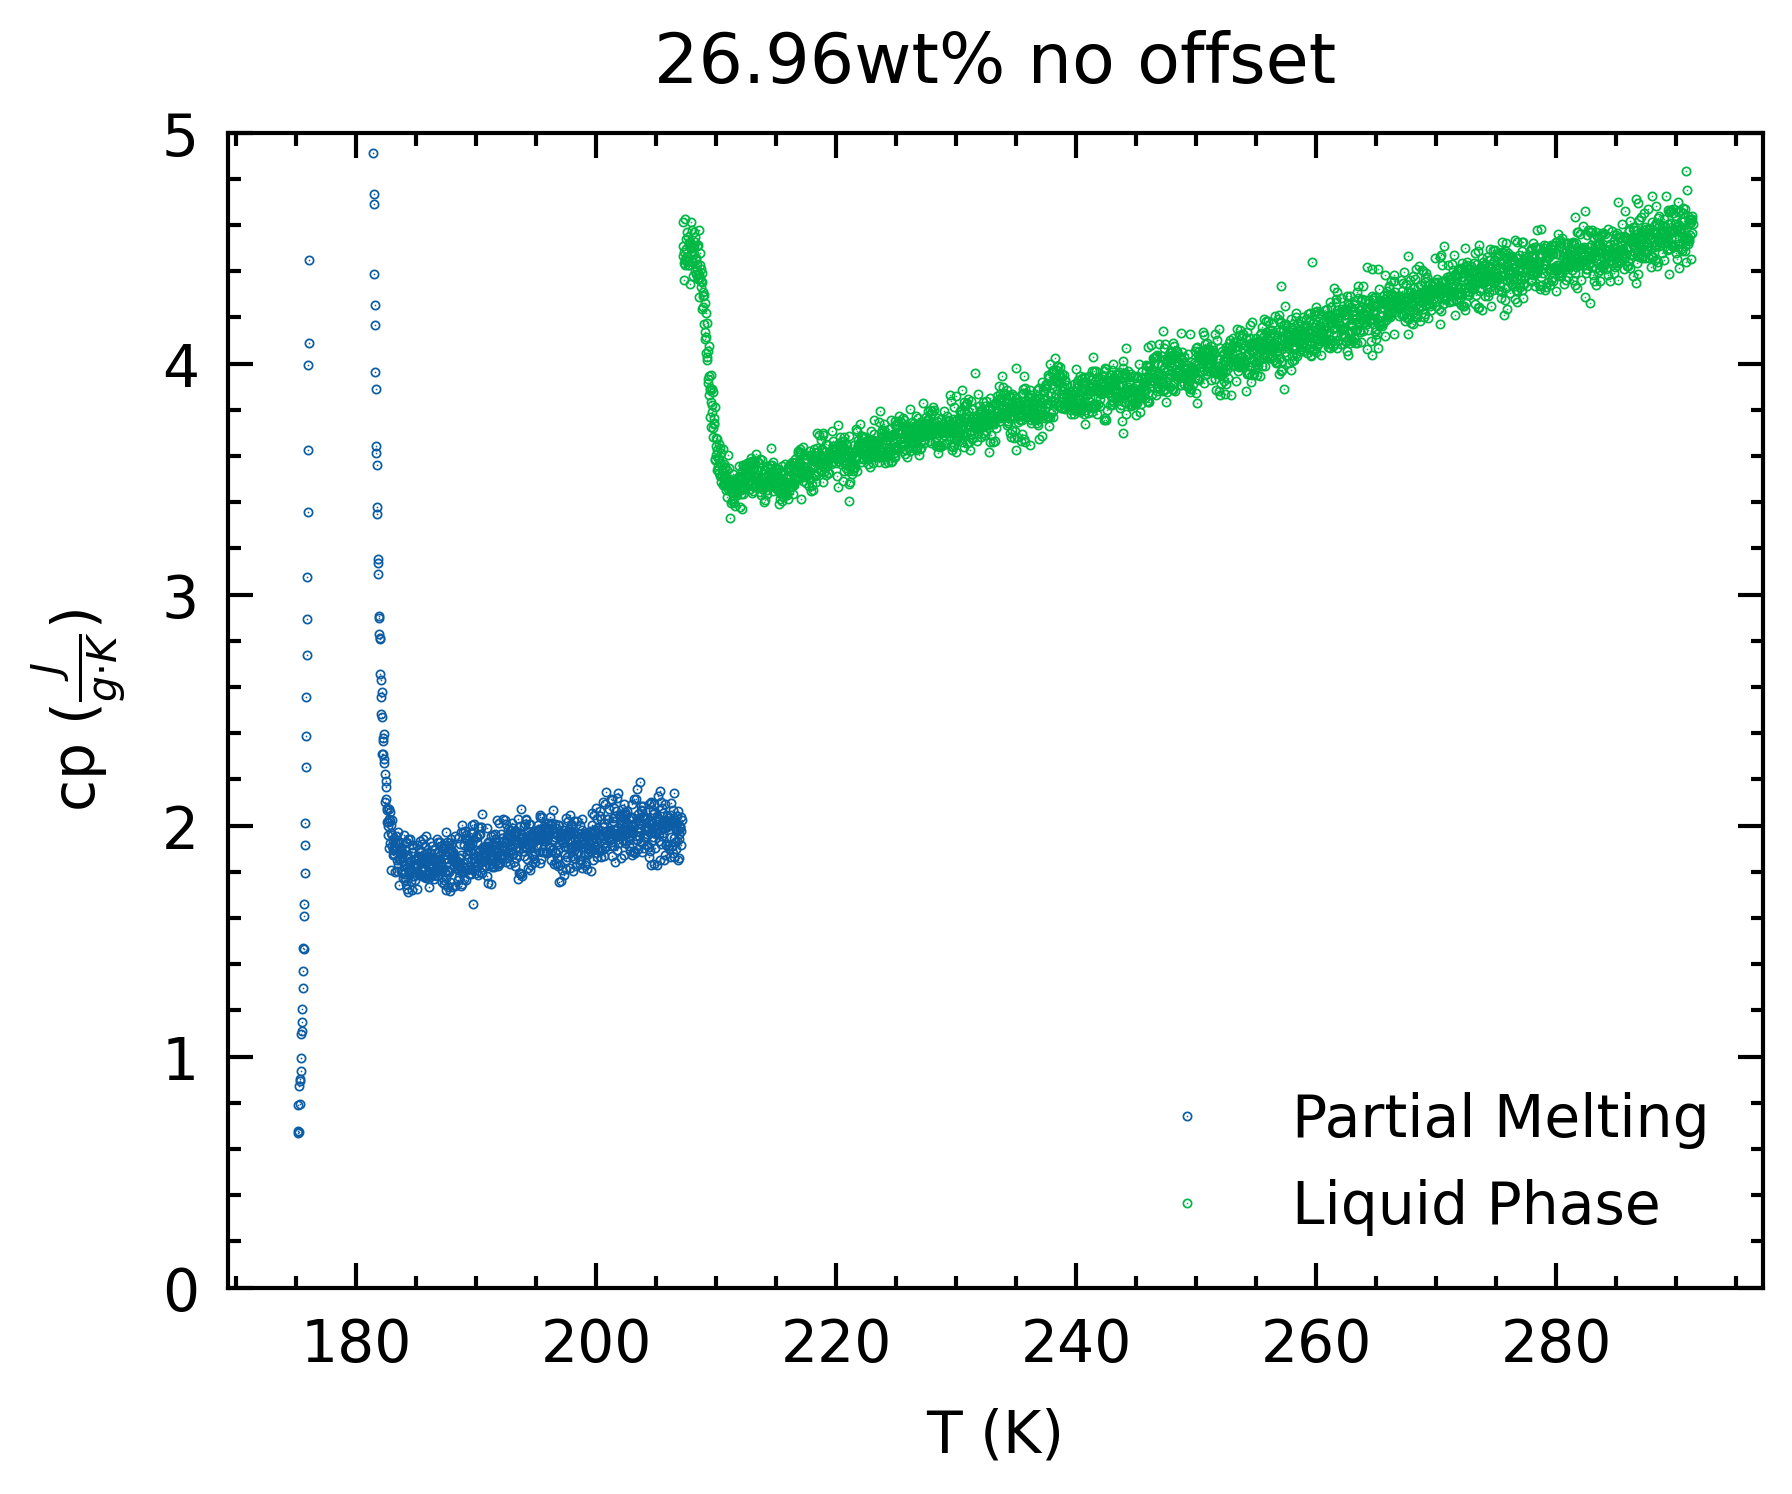 26.96wt% no offset
5
4
3
2
1
0
cp (J/g·K)
180 200 220 240 260 280
T (K)
Partial Melting
Liquid Phase